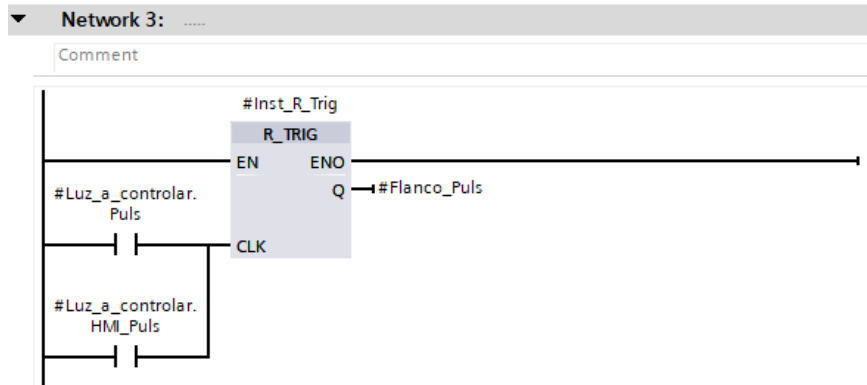 Network 3: .....
Comment
#Inst_R_Trig
R_TRIG
EN ENO
#Luz_a_controlar.
Puls
Q #Flanco_Puls
CLK
#Luz_a_controlar.
HMI_Puls